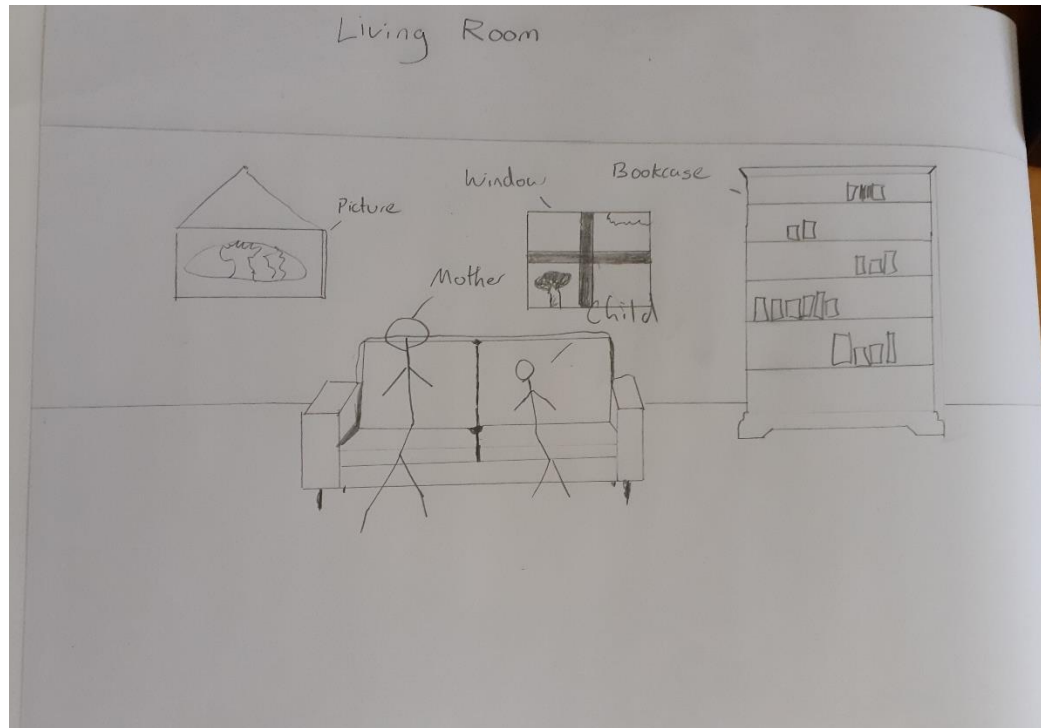 Living Room
Picture
Window
Bookcase
Mother
Child